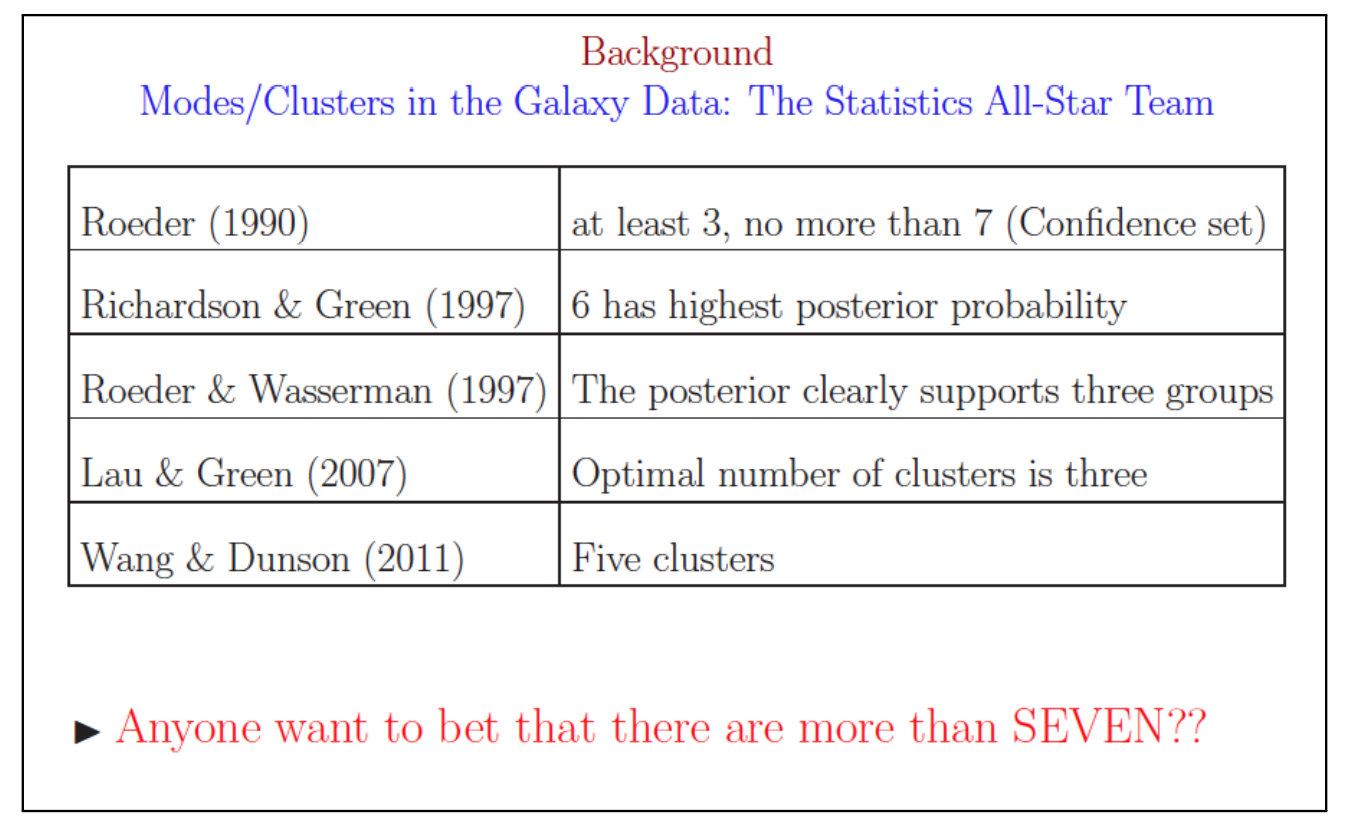 Background
Modes/Clusters in the Galaxy Data: The Statistics All-Star Team
Roeder (1990) at least 3, no more than 7 (Confidence set)
Richardson & Green (1997) 6 has highest posterior probability
Roeder & Wasserman (1997) The posterior clearly supports three groups
Lau & Green (2007) Optimal number of clusters is three
Wang & Dunson (2011) Five clusters
► Anyone want to bet that there are more than SEVEN??